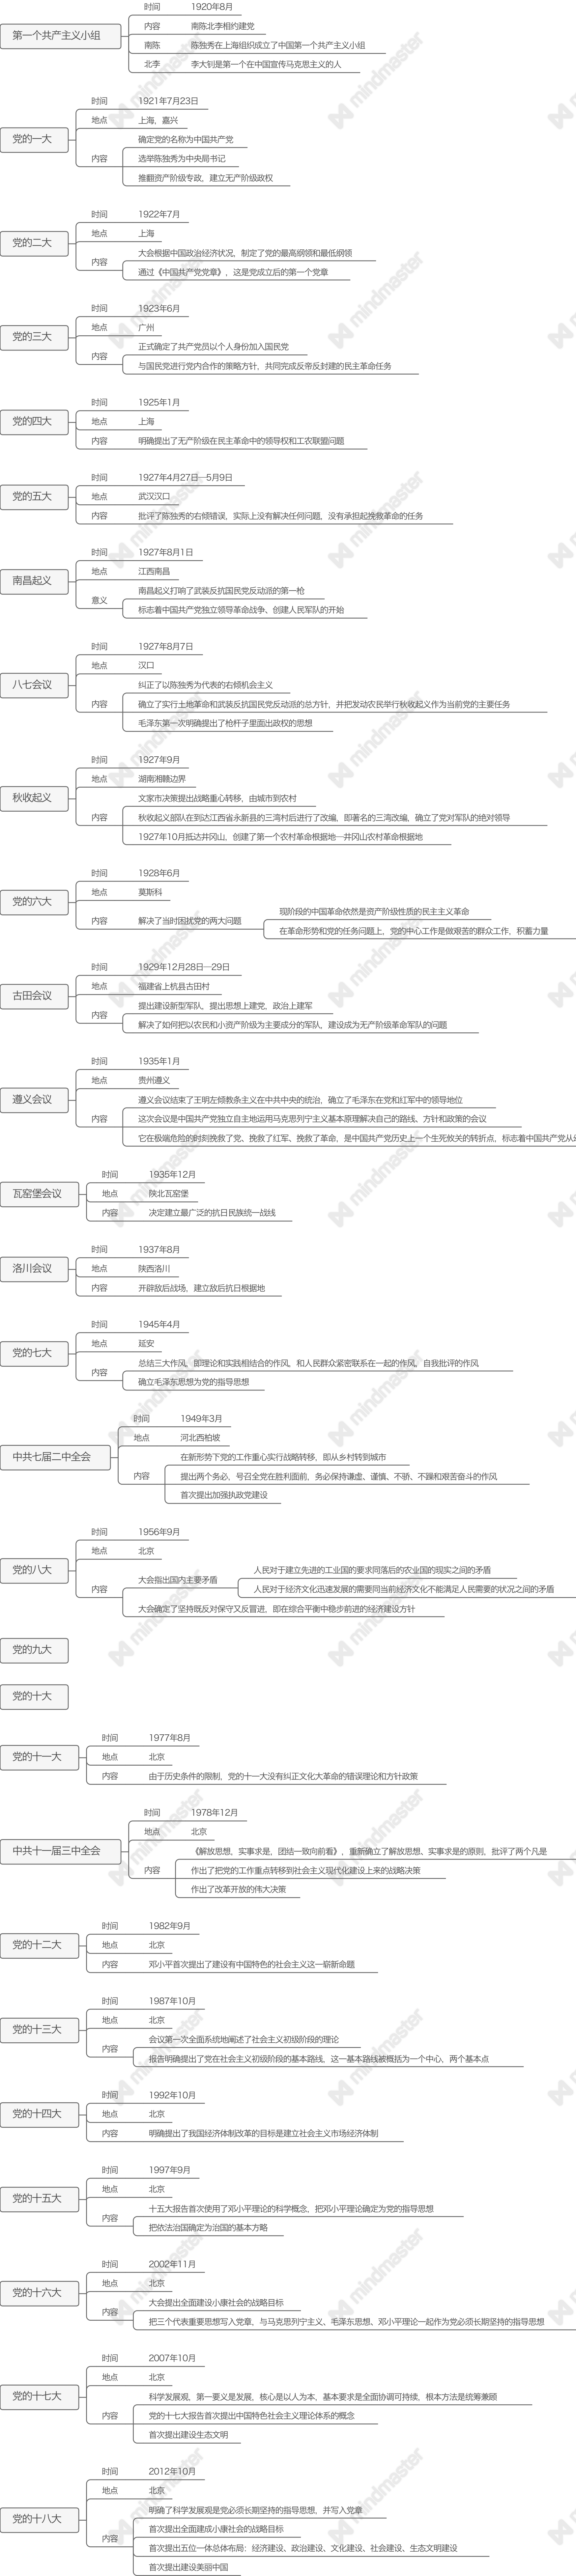 第一个共产主义小组
时间 1920年8月
内容 南陈北李相约建党
南陈 陈独秀在上海组织成立了中国第一个共产主义小组
北李 李大钊是第一个在中国宣传马克思主义的人
党的一大
时间 1921年7月23日
地点 上海，嘉兴
内容
确定党的名称为中国共产党
选举陈独秀为中央局书记
推翻资产阶级专政，建立无产阶级政权
党的二大
时间 1922年7月
地点 上海
内容
大会根据中国政治经济状况，制定了党的最高纲领和最低纲领
通过《中国共产党党章》，这是党成立后的第一个党章
党的三大
时间 1923年6月
地点 广州
内容
正式确定了共产党员以个人身份加入国民党
与国民党进行党内合作的策略方针，共同完成反帝反封建的民主革命任务
党的四大
时间 1925年1月
地点 上海
内容 明确提出了无产阶级在民主革命中的领导权和工农联盟问题
党的五大
时间 1927年4月27日—5月9日
地点 武汉汉口
内容 批评了陈独秀的右倾错误，实际上没有解决任何问题，没有承担起挽救革命的任务
南昌起义
时间 1927年8月1日
地点 江西南昌
意义
南昌起义打响了武装反抗国民党反动派的第一枪
标志着中国共产党独立领导革命战争、创建人民军队的开始
八七会议
时间 1927年8月7日
地点 汉口
内容
纠正了以陈独秀为代表的右倾机会主义
确立了实行土地革命和武装反抗国民党反动派的总方针，并把发动农民举行秋收起义作为当前党的主要任务
毛泽东第一次明确提出了枪杆子里面出政权的思想
秋收起义
时间 1927年9月
地点 湖南湘赣边界
内容
文家市决策提出战略重心转移，由城市到农村
秋收起义部队在到达江西省永新县的三湾村后进行了改编，即著名的三湾改编，确立了党对军队的绝对领导
1927年10月抵达井冈山，创建了第一个农村革命根据地—井冈山农村革命根据地
党的六大
时间 1928年6月
地点 莫斯科
内容 解决了当时困扰党的两大问题
现阶段的中国革命依然是资产阶级性质的民主主义革命
在革命形势和党的任务问题上，党的中心工作是做艰苦的群众工作，积蓄力量
古田会议
时间 1929年12月28日—29日
地点 福建省上杭县古田村
内容
提出建设新型军队，提出思想上建党，政治上建军
解决了如何把以农民和小资产阶级为主要成分的军队，建设成为无产阶级革命军队的问题
遵义会议
时间 1935年1月
地点 贵州遵义
内容
遵义会议结束了王明左倾教条主义在中共中央的统治，确立了毛泽东在党和红军中的领导地位
这次会议是中国共产党独立自主地运用马克思列宁主义基本原理解决自己的路线、方针和政策的会议
它在极端危险的时刻挽救了党、挽救了红军、挽救了革命，是中国共产党历史上一个生死攸关的转折点，标志着中国共产党从
瓦窑堡会议
时间 1935年12月
地点 陕北瓦窑堡
内容 决定建立最广泛的抗日民族统一战线
洛川会议
时间 1937年8月
地点 陕西洛川
内容 开辟敌后战场，建立敌后抗日根据地
党的七大
时间 1945年4月
地点 延安
内容
总结三大作风，即理论和实践相结合的作风，和人民群众紧密联系在一起的作风，自我批评的作风
确立毛泽东思想为党的指导思想
中共七届二中全会
时间 1949年3月
地点 河北西柏坡
内容
在新形势下党的工作重心实行战略转移，即从乡村转到城市
提出两个务必，号召全党在胜利面前，务必保持谦虚、谨慎、不骄、不躁和艰苦奋斗的作风
首次提出加强执政党建设
党的八大
时间 1956年9月
地点 北京
内容
大会指出国内主要矛盾
人民对于建立先进的工业国的要求同落后的农业国的现实之间的矛盾
人民对于经济文化迅速发展的需要同当前经济文化不能满足人民需要的状况之间的矛盾
大会确定了坚持既反对保守又反冒进，即在综合平衡中稳步前进的经济建设方针
党的九大
党的十大
党的十一大
时间 1977年8月
地点 北京
内容 由于历史条件的限制，党的十一大没有纠正文化大革命的错误理论和方针政策
中共十一届三中全会
时间 1978年12月
地点 北京
内容
《解放思想，实事求是，团结一致向前看》，重新确立了解放思想、实事求是的原则，批评了两个凡是
作出了把党的工作重点转移到社会主义现代化建设上来的战略决策
作出了改革开放的伟大决策
党的十二大
时间 1982年9月
地点 北京
内容 邓小平首次提出了建设有中国特色的社会主义这一崭新命题
党的十三大
时间 1987年10月
地点 北京
内容
会议第一次全面系统地阐述了社会主义初级阶段的理论
报告明确提出了党在社会主义初级阶段的基本路线，这一基本路线被概括为一个中心、两个基本点
党的十四大
时间 1992年10月
地点 北京
内容 明确提出了我国经济体制改革的目标是建立社会主义市场经济体制
党的十五大
时间 1997年9月
地点 北京
内容
十五大报告首次使用了邓小平理论的科学概念，把邓小平理论确定为党的指导思想
把依法治国确定为治国的基本方略
党的十六大
时间 2002年11月
地点 北京
内容
大会提出全面建设小康社会的战略目标
把三个代表重要思想写入党章，与马克思列宁主义、毛泽东思想、邓小平理论一起作为党必须长期坚持的指导思想
党的十七大
时间 2007年10月
地点 北京
内容
科学发展观，第一要义是发展，核心是以人为本，基本要求是全面协调可持续，根本方法是统筹兼顾
党的十七大报告首次提出中国特色社会主义理论体系的概念
首次提出建设生态文明
党的十八大
时间 2012年10月
地点 北京
内容
明确了科学发展观是党必须长期坚持的指导思想，并写入党章
首次提出全面建成小康社会的战略目标
首次提出五位一体总体布局：经济建设、政治建设、文化建设、社会建设、生态文明建设
首次提出建设美丽中国